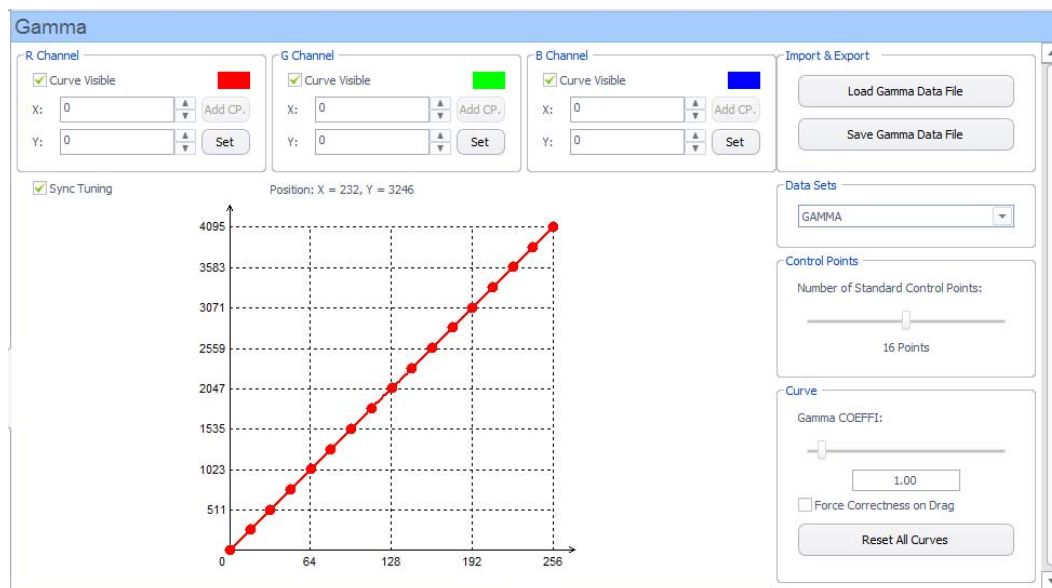 Gamma
R Channel
Curve Visible
X: 0 Add CP.
Y: 0 Set
G Channel
Curve Visible
X: 0 Add CP.
Y: 0 Set
B Channel
Curve Visible
X: 0 Add CP.
Y: 0 Set
Import & Export
Load Gamma Data File
Save Gamma Data File
Sync Tuning
Position: X = 232, Y = 3246
4095
3583
3071
2559
2047
1535
1023
511
0 64 128 192 256
Data Sets
GAMMA
Control Points
Number of Standard Control Points:
16 Points
Curve
Gamma COEFFI:
1.00
Force Correctness on Drag
Reset All Curves